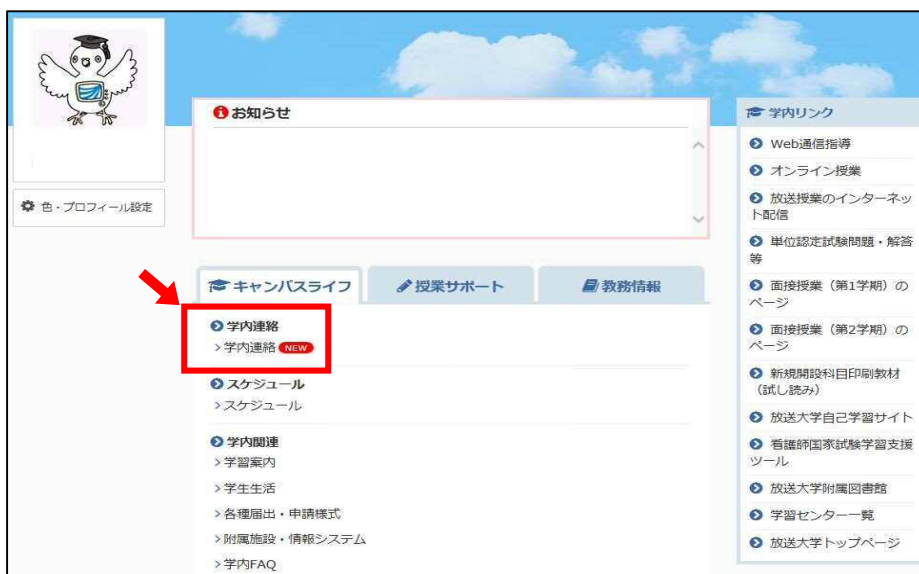 色・プロフィール設定
お知らせ
キャンパスライフ
授業サポート
教務情報
学内連絡
>学内連絡 NEW
スケジュール
>スケジュール
学内関連
>学習案内
>学生生活
>各種届出・申請様式
>附属施設・情報システム
>学内FAQ
学内リンク
Web通信指導
オンライン授業
放送授業のインターネッ
ト配信
単位認定試験問題・解答
等
面接授業（第1学期）の
ページ
面接授業（第2学期）の
ページ
新規開設科目印刷教材
（試し読み）
放送大学自己学習サイト
看護師国家試験学習支援
ツール
放送大学附属図書館
学習センター一覧
放送大学トップページ